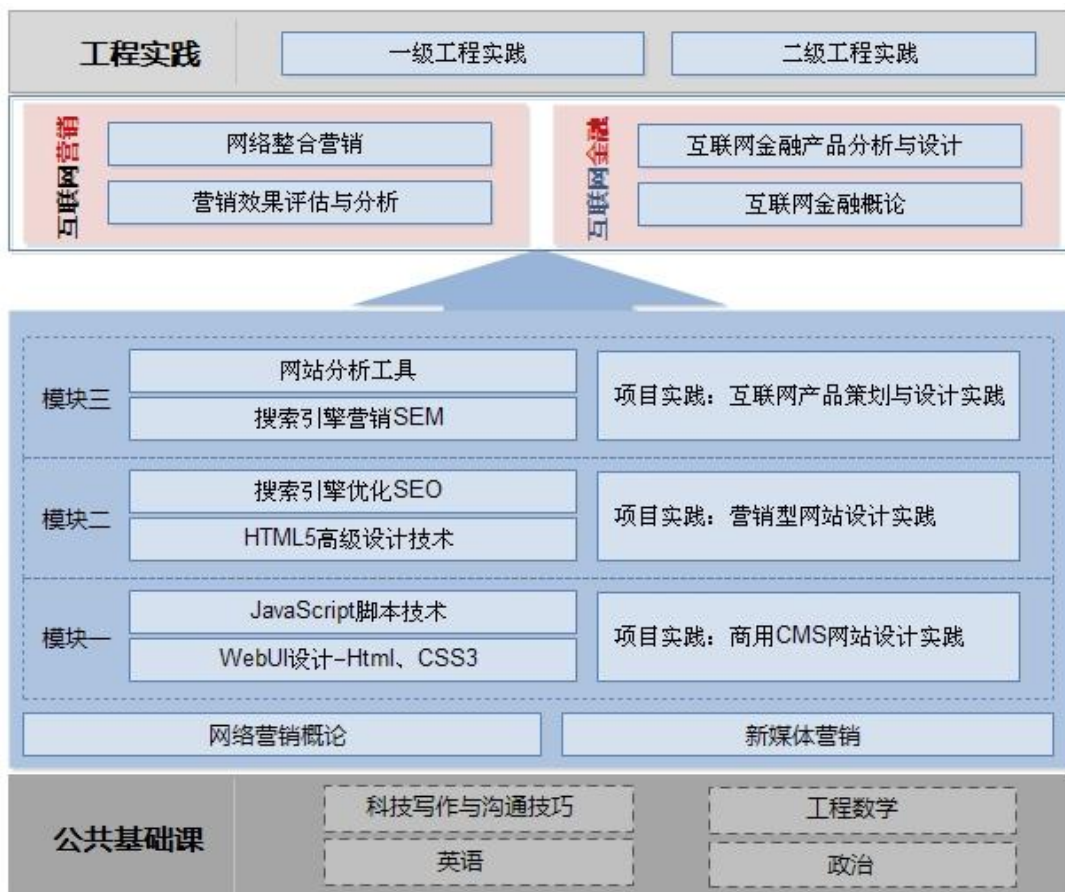 工程实践
一级工程实践
二级工程实践
互联网营销
网络整合营销
营销效果评估与分析
互联网金融
互联网金融产品分析与设计
互联网金融概论
模块三
网站分析工具
搜索引擎营销SEM
项目实践：互联网产品策划与设计实践
模块二
搜索引擎优化SEO
HTML5高级设计技术
项目实践：营销型网站设计实践
模块一
JavaScript脚本技术
WebUI设计–Html、CSS3
项目实践：商用CMS网站设计实践
网络营销概论
新媒体营销
公共基础课
科技写作与沟通技巧
工程数学
英语
政治